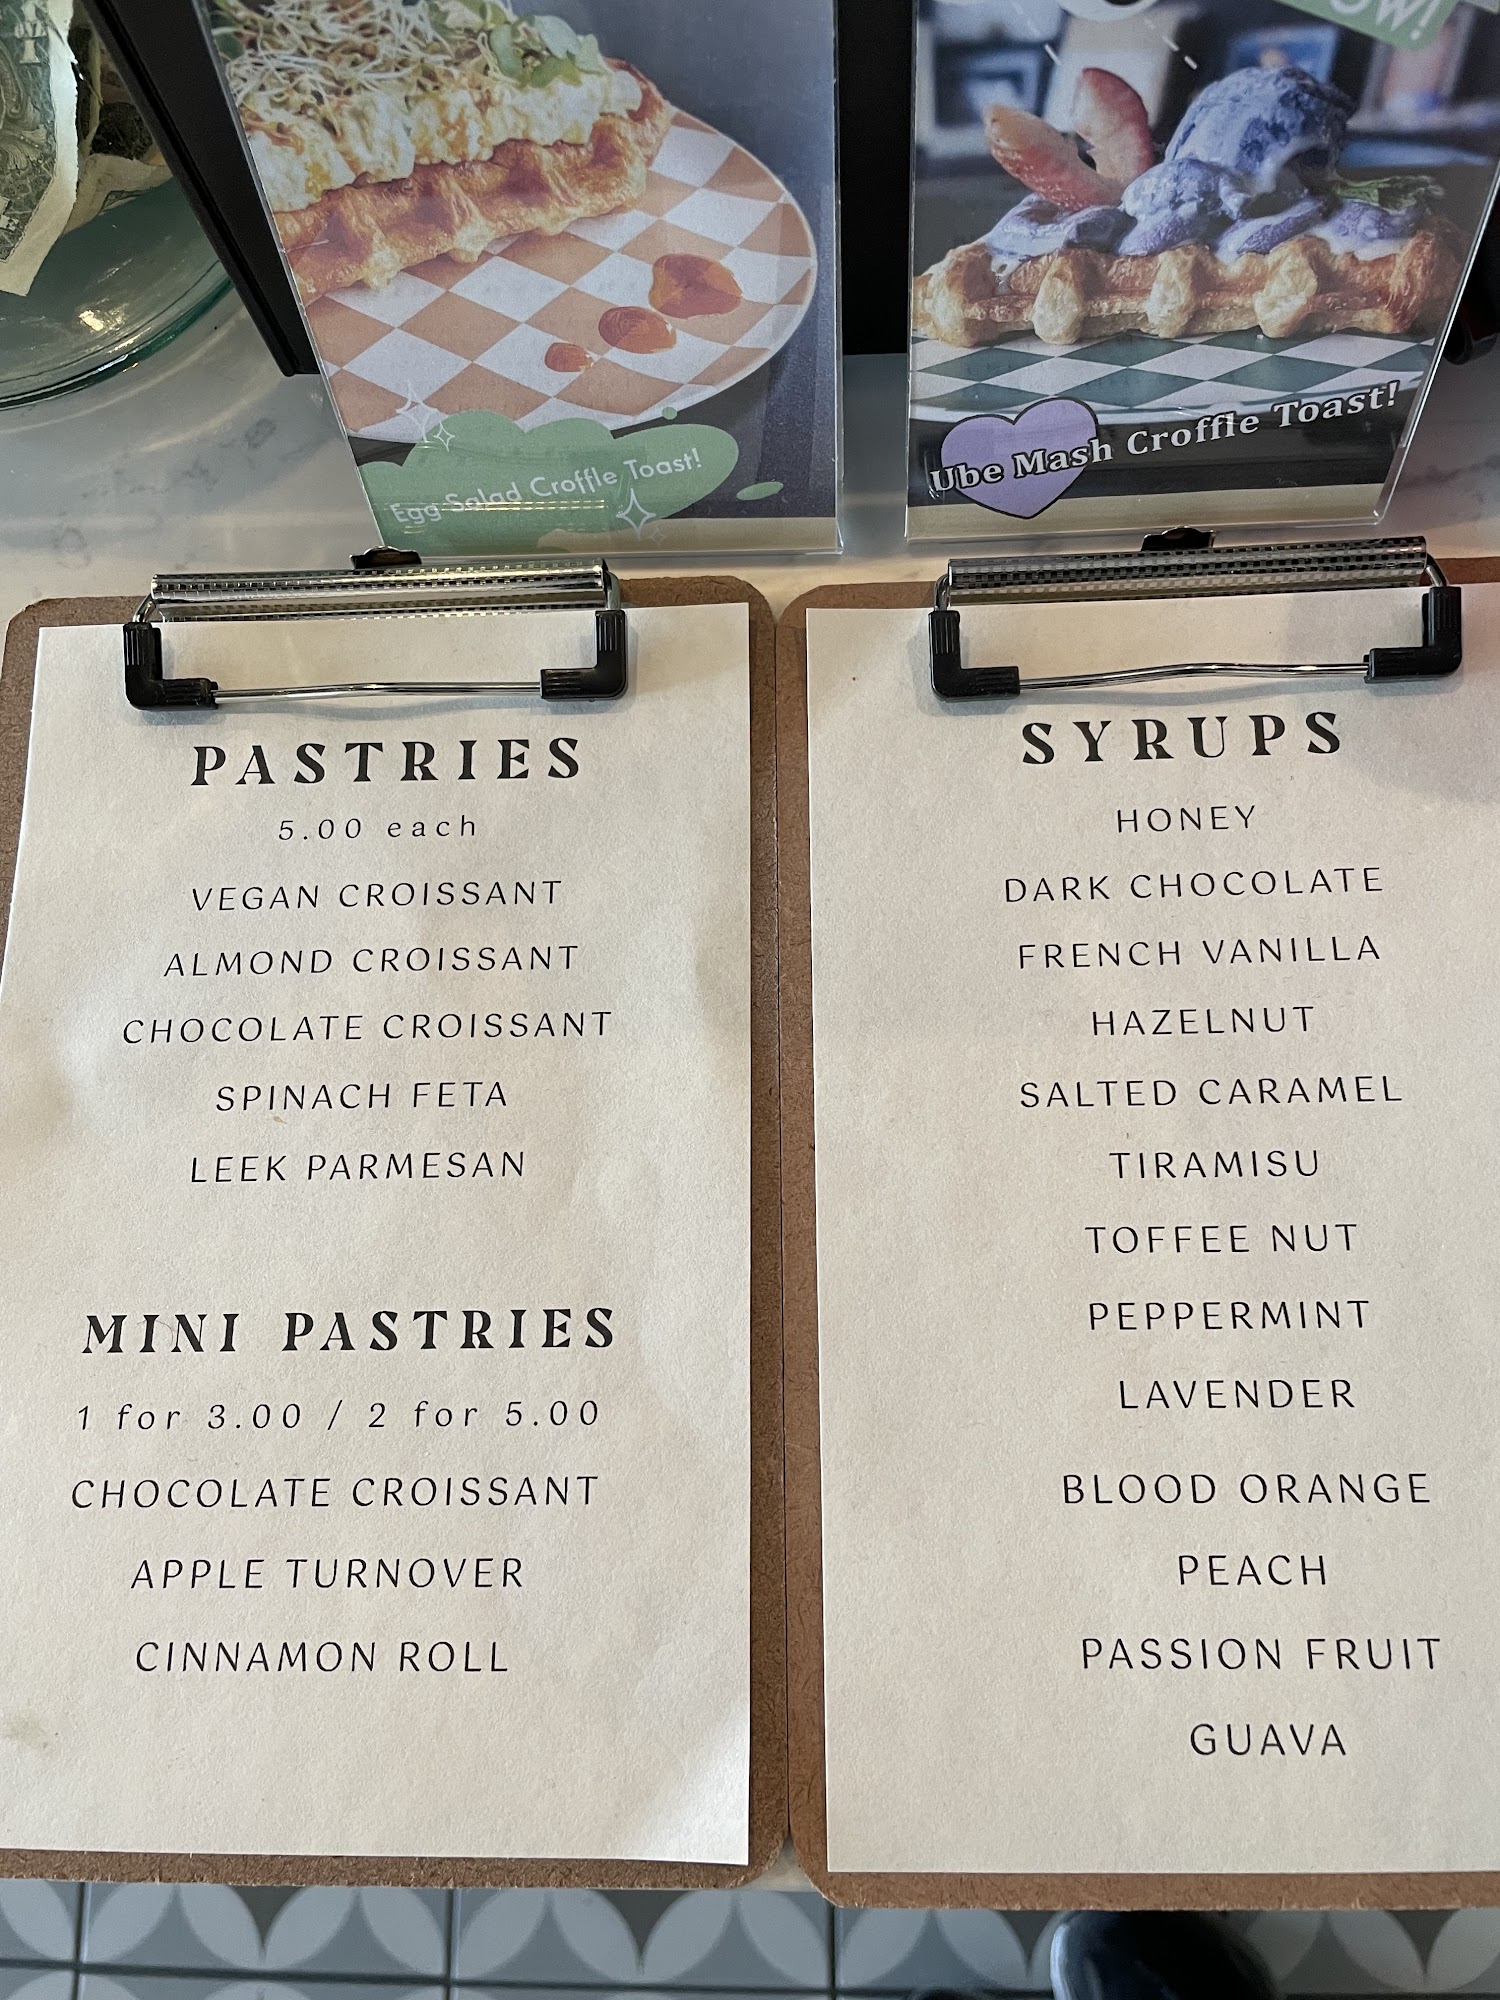 Egg Salad Croffle Toast!
Ube Mash Croffle Toast!
PASTRIES
5.00 each
VEGAN CROISSANT
ALMOND CROISSANT
CHOCOLATE CROISSANT
SPINACH FETA
LEEK PARMESAN
MINI PASTRIES
1 for 3.00 / 2 for 5.00
CHOCOLATE CROISSANT
APPLE TURNOVER
CINNAMON ROLL
SYRUPS
HONEY
DARK CHOCOLATE
FRENCH VANILLA
HAZELNUT
SALTED CARAMEL
TIRAMISU
TOFFEE NUT
PEPPERMINT
LAVENDER
BLOOD ORANGE
PEACH
PASSION FRUIT
GUAVA